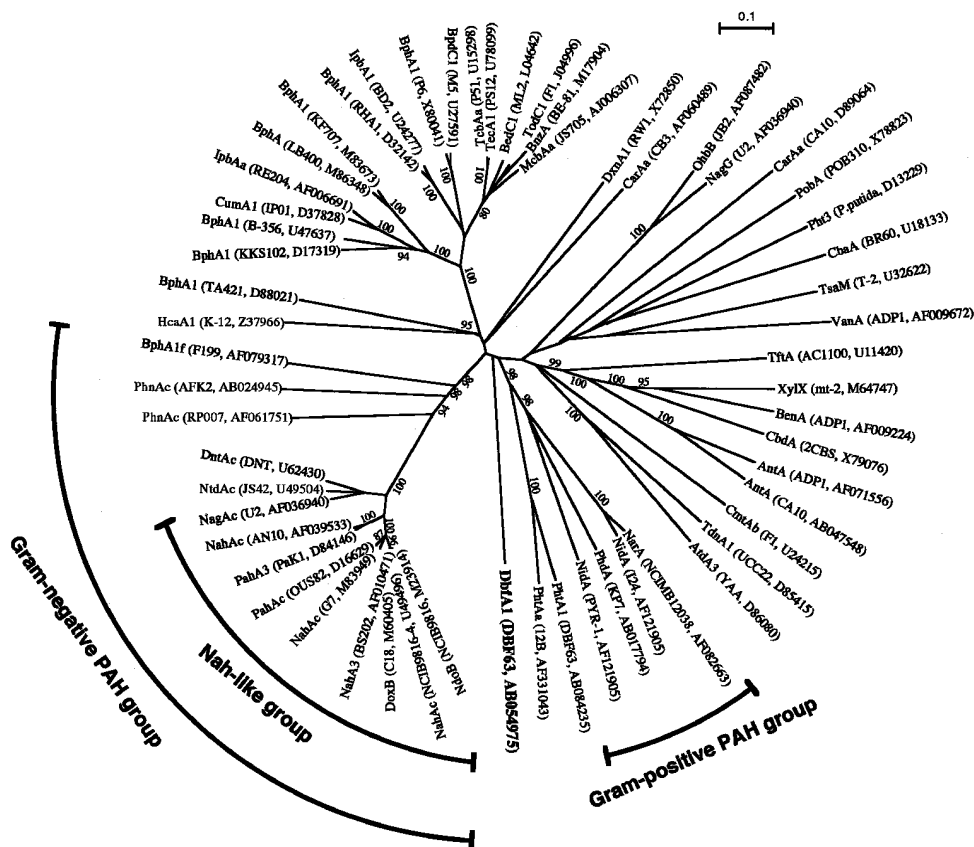 0.1
BphA1 (KKS102, D17319)
BphA1 (B-356, U47637)
CumA1 (IP01, D37828)
IpbAa (RE204, AF006691)
BphA (LB400, M86348)
BphA1 (KF707, M83673)
BphA1 (RHA1, D32142)
IpbA1 (BD2, U24277)
BphA1 (P6, X80041)
BpdC1 (M5, U27591)
TcbAa (P51, U15298)
TecA1 (PS12, U78099)
BedC1 (ML2, L04642)
TodC1 (F1, J04996)
BnzA (BE-81, M17904)
McbAa (JS705, AJ006307)
DxnA1 (RW1, X72850)
CarAa (CB3, AF060489)
OhbB (JB2, AF087482)
NagG (U2, AF036940)
CarAa (CA10, D89064)
PobA (POB310, X78823)
Pht3 (P.putida, D13229)
CbaA (BR60, U18133)
TsaM (T-2, U32622)
VanA (ADP1, AF009672)
TftA (AC1100, U11420)
XylX (mt-2, M64747)
BenA (ADP1, AF009224)
CbdA (2CBS, X79076)
AntA (ADP1, AF071556)
AntA (CA10, AB047548)
CmtAb (F1, U24215)
TdnA1 (UCC22, D85415)
AtdA3 (YAA, D86080)
NarA (NCIMB12038, AF082663)
NidA (I24, AF121905)
PhdA (KP7, AB017794)
NidA (PYR-1, AF121905)
PhtA1 (DBF63, AB084235)
PhtAa (12B, AF331043)
DbfA1 (DBF63, AB054975)
NdoB (NCIB9816, M23914)
NahAc (NCIB9816-4, U49496)
DoxB (C18, M60405)
NahA3 (BS202, AF010471)
NahAc (G7, M83949)
PahAc (OUS82, D16629)
PahA3 (PaK1, D84146)
NahAc (AN10, AF039533)
NagAc (U2, AF036940)
NtdAc (JS42, U49504)
DntAc (DNT, U62430)
PhnAc (RP007, AF061751)
PhnAc (AFK2, AB024945)
BphA1f (F199, AF079317)
HcaA1 (K-12, Z37966)
BphA1 (TA421, D88021)
100
100
100
100
80
100
100
100
94
100
95
100
99
100
100
95
100
100
98
98
100
100
98
98
94
100
100
87
100
Gram-negative PAH group
Nah-like group
Gram-positive PAH group